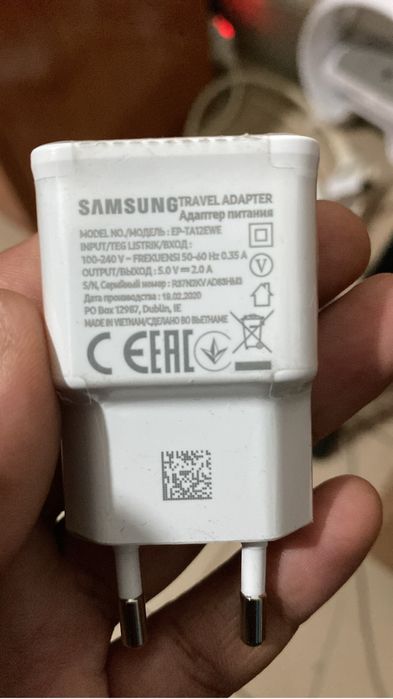 SAMSUNG TRAVEL ADAPTER
Адаптер питания
MODEL NO./МОДЕЛЬ : EP-TA12EWE
INPUT/TEG LISTRIK/ВХОД :
100-240 V ~ FREKUENSI 50-60 Hz 0.35 A
OUTPUT/ВЫХОД : 5.0 V ⎓ 2.0 A
S/N, Серийный номер :
Дата производства : 18.02.2020
PO Box 12987, Dublin, IE
MADE IN VIETNAM/СДЕЛАНО ВО ВЬЕТНАМЕ
V
CE EAC